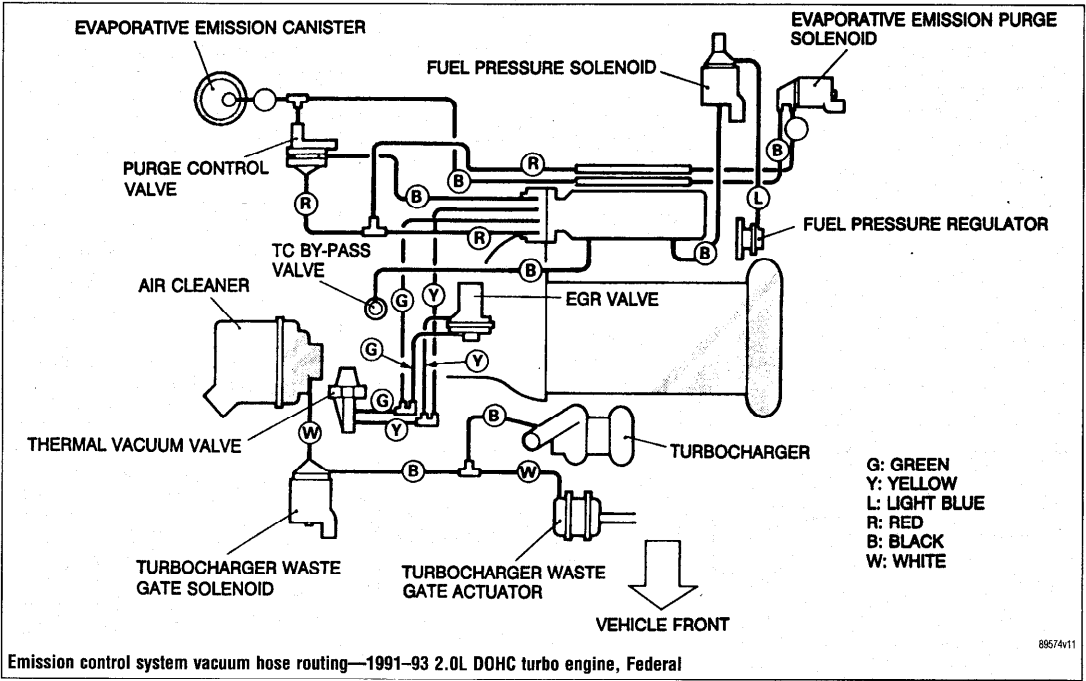 EVAPORATIVE EMISSION CANISTER
EVAPORATIVE EMISSION PURGE
SOLENOID
FUEL PRESSURE SOLENOID
PURGE CONTROL
VALVE
R
B
B
B
R
L
R
FUEL PRESSURE REGULATOR
B
TC BY-PASS
VALVE
B
AIR CLEANER
G
Y
EGR VALVE
G
Y
G
Y
THERMAL VACUUM VALVE
W
B
TURBOCHARGER
B
W
G: GREEN
Y: YELLOW
L: LIGHT BLUE
R: RED
B: BLACK
W: WHITE
TURBOCHARGER WASTE
GATE SOLENOID
TURBOCHARGER WASTE
GATE ACTUATOR
VEHICLE FRONT
89574v11
Emission control system vacuum hose routing—1991–93 2.0L DOHC turbo engine, Federal